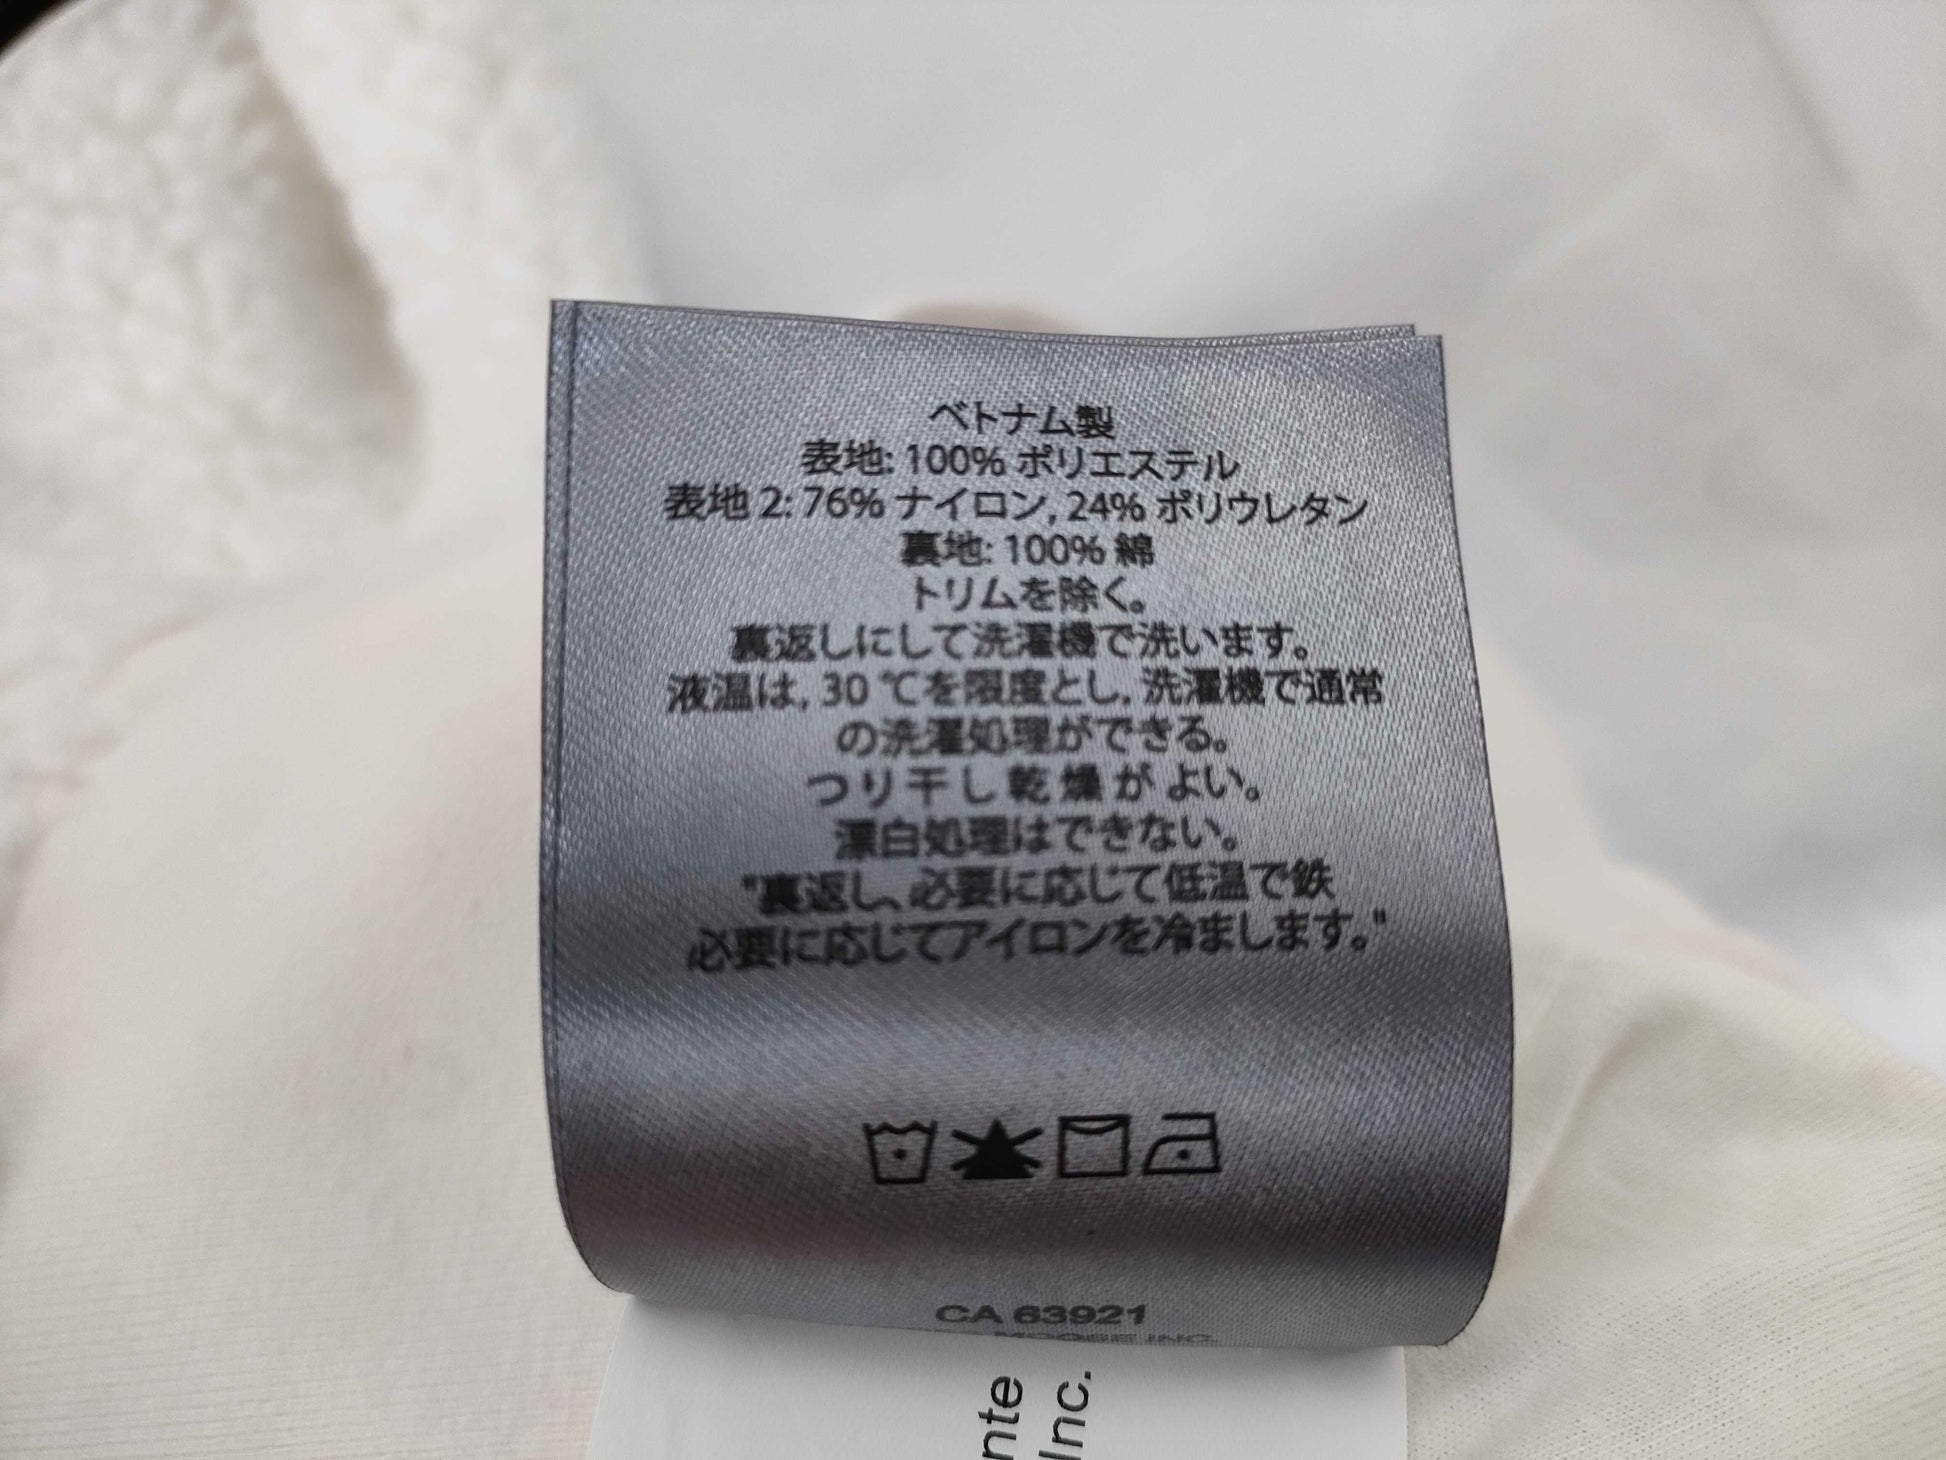 ベトナム製
表地: 100% ポリエステル
表地 2: 76% ナイロン, 24% ポリウレタン
裏地: 100% 綿
トリムを除く。
裏返しにして洗濯機で洗います。
液温は, 30 ℃を限度とし, 洗濯機で通常
の洗濯処理ができる。
つり干し乾燥がよい。
漂白処理はできない。
"裏返し、必要に応じて低温で鉄
必要に応じてアイロンを冷まします。"
CA 63921
MOOSE INC.
nte
Inc.